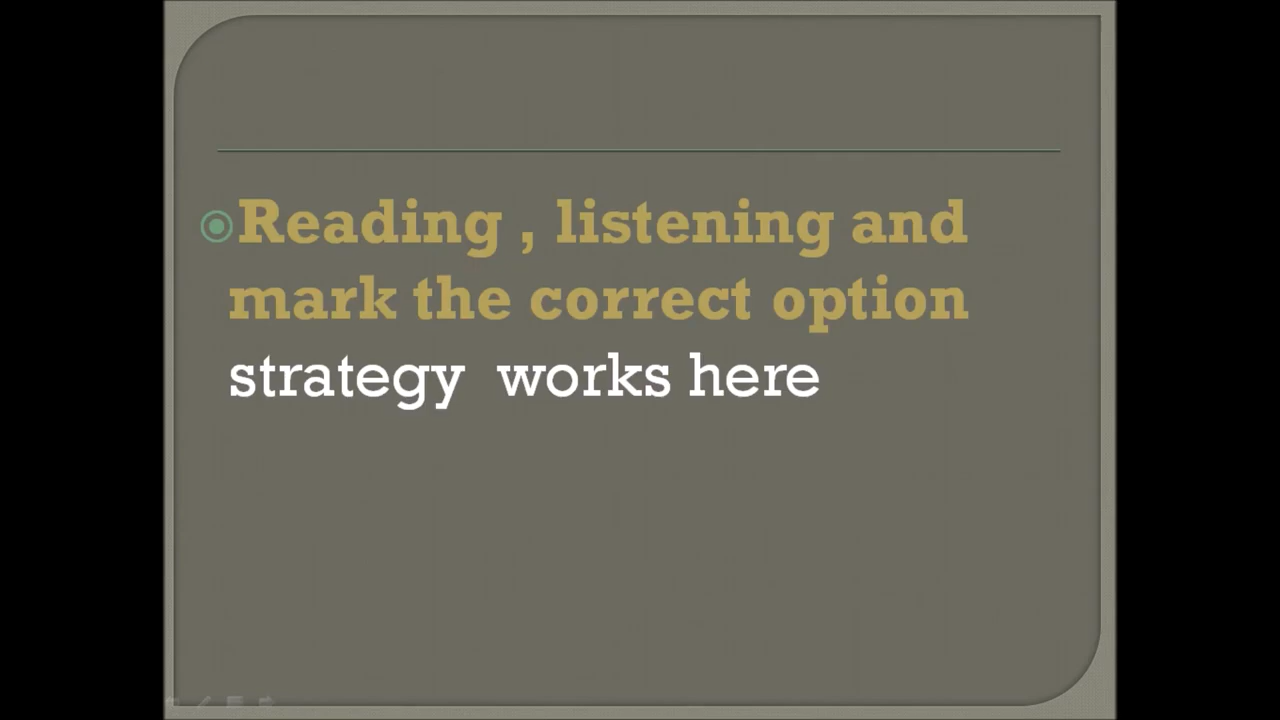 Reading , listening and
mark the correct option
strategy  works here